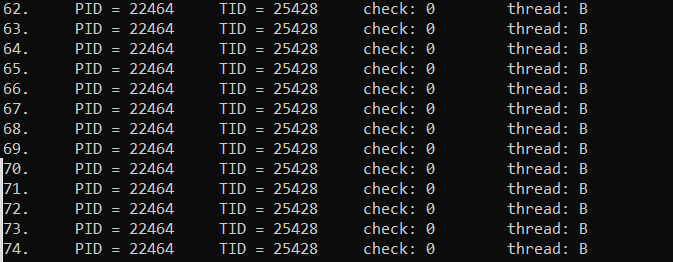 62. PID = 22464 TID = 25428 check: 0 thread: B
63. PID = 22464 TID = 25428 check: 0 thread: B
64. PID = 22464 TID = 25428 check: 0 thread: B
65. PID = 22464 TID = 25428 check: 0 thread: B
66. PID = 22464 TID = 25428 check: 0 thread: B
67. PID = 22464 TID = 25428 check: 0 thread: B
68. PID = 22464 TID = 25428 check: 0 thread: B
69. PID = 22464 TID = 25428 check: 0 thread: B
70. PID = 22464 TID = 25428 check: 0 thread: B
71. PID = 22464 TID = 25428 check: 0 thread: B
72. PID = 22464 TID = 25428 check: 0 thread: B
73. PID = 22464 TID = 25428 check: 0 thread: B
74. PID = 22464 TID = 25428 check: 0 thread: B